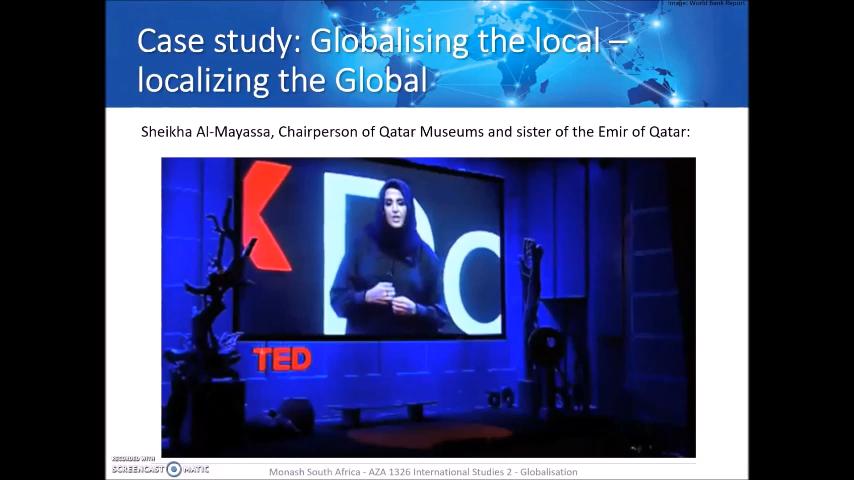 Image: World Bank Report
Case study: Globalising the local –
localizing the Global
Sheikha Al-Mayassa, Chairperson of Qatar Museums and sister of the Emir of Qatar:
X Do
TED
RECORDED WITH
SCREENCAST MATIC
Monash South Africa - AZA 1326 International Studies 2 - Globalisation